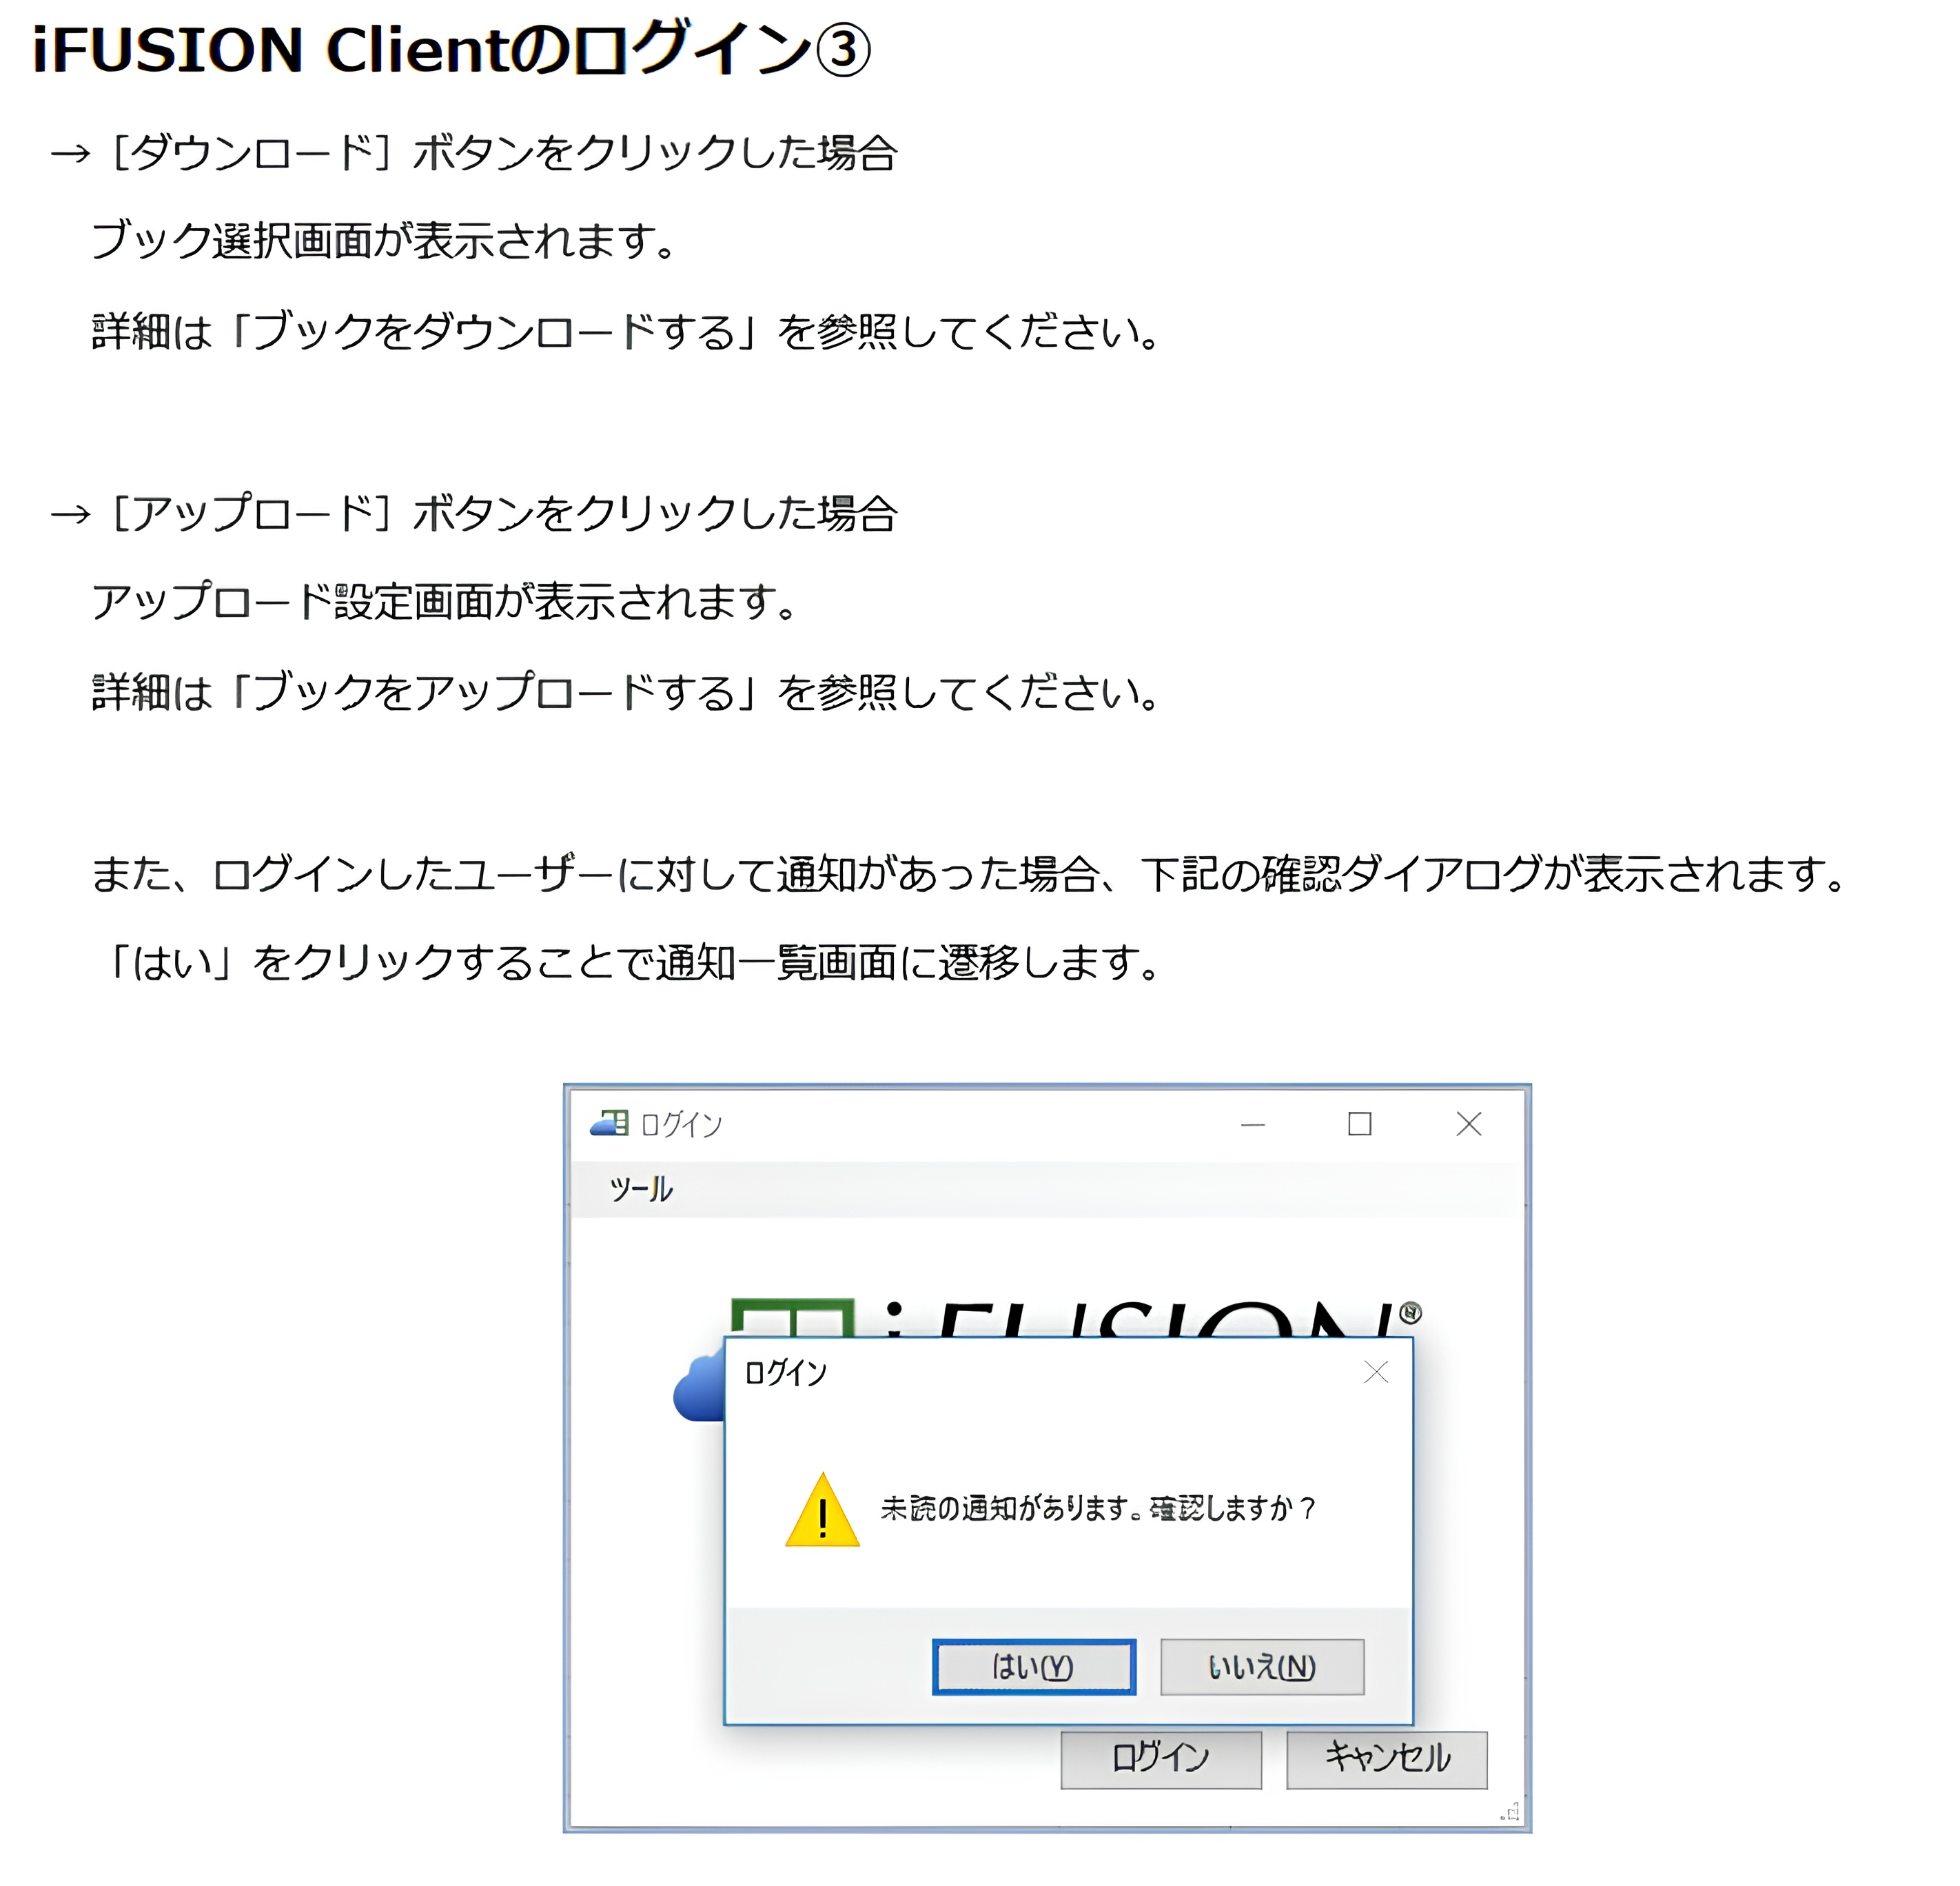 iFUSION Clientのログイン③
→［ダウンロード］ボタンをクリックした場合
ブック選択画面が表示されます。
詳細は「ブックをダウンロードする」を参照してください。
→［アップロード］ボタンをクリックした場合
アップロード設定画面が表示されます。
詳細は「ブックをアップロードする」を参照してください。
また、ログインしたユーザーに対して通知があった場合、下記の確認ダイアログが表示されます。
「はい」をクリックすることで通知一覧画面に遷移します。
ログイン
ツール
iFUSION®
ログイン
未読の通知があります。確認しますか？
はい(Y) いいえ(N)
ログイン キャンセル